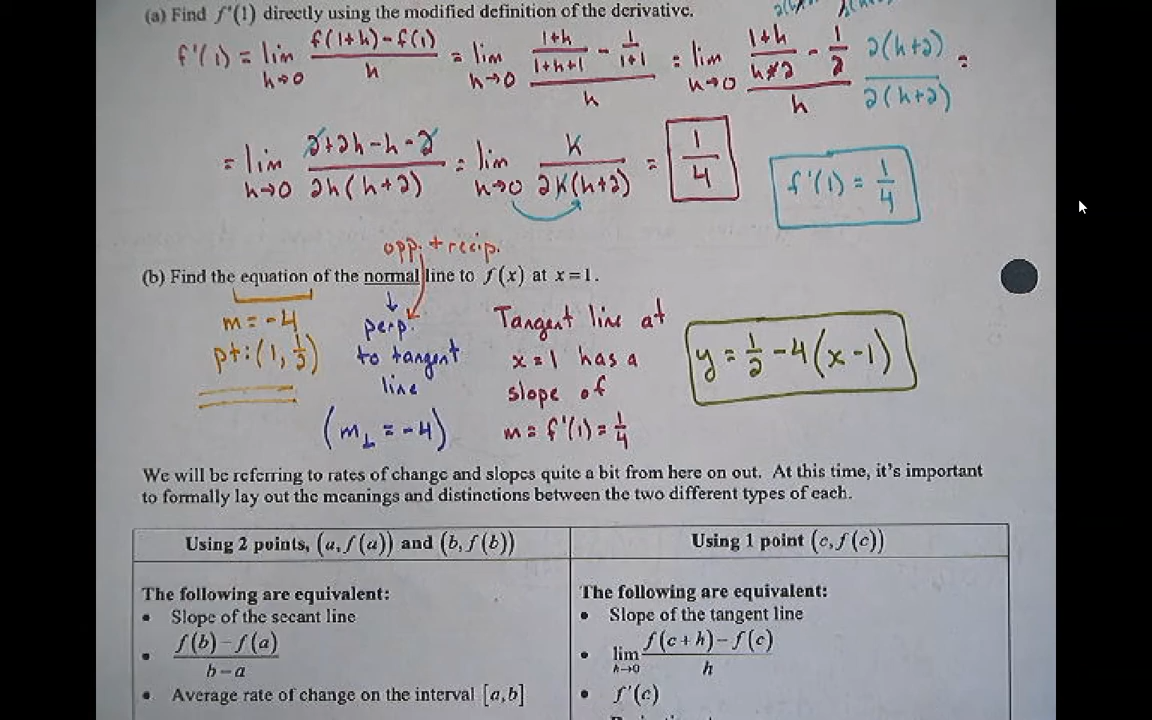 (a) Find f'(1) directly using the modified definition of the derivative.
f'(1) = lim h→0 (f(1+h) - f(1))/h = lim h→0 ((1+h)/(1+h+1) - 1/(1+1))/h = lim h→0 ((1+h)/(h+2) - 1/2)/h 2(h+2)/2(h+2) =
= lim h→0 (2+2h-h-2)/(2h(h+2)) = lim h→0 h/(2h(h+2)) = 1/4 f'(1) = 1/4
opp. + recip.
(b) Find the equation of the normal line to f(x) at x = 1.
m = -4
pt: (1, 1/2)
perp.
to tangent
line
(m⊥ = -4)
Tangent line at
x = 1 has a
slope of
m = f'(1) = 1/4
y = 1/2 - 4(x-1)
We will be referring to rates of change and slopes quite a bit from here on out. At this time, it's important
to formally lay out the meanings and distinctions between the two different types of each.
Using 2 points, (a, f(a)) and (b, f(b))
The following are equivalent:
• Slope of the secant line
• (f(b) - f(a))/(b - a)
• Average rate of change on the interval [a, b]
Using 1 point (c, f(c))
The following are equivalent:
• Slope of the tangent line
• lim h→0 (f(c+h) - f(c))/h
• f'(c)